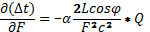 ∂(Δt)/∂F = -α 2Lcosφ/F²c² * Q